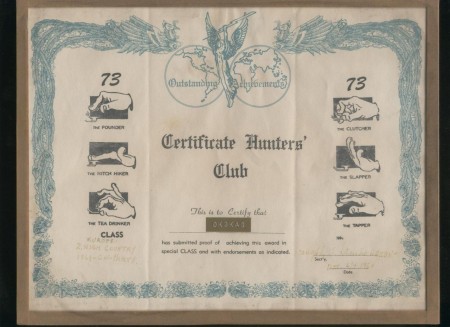 73
73
Outstanding Achievements
THE POUNDER
THE CLUTCHER
Certificate Hunters'
Club
THE HITCH HIKER
THE SLAPPER
This is to Certify that
THE TEA DRINKER
THE TAPPER
CLASS
has submitted proof of achieving this award in
special CLASS and with endorsements as indicated.
Date